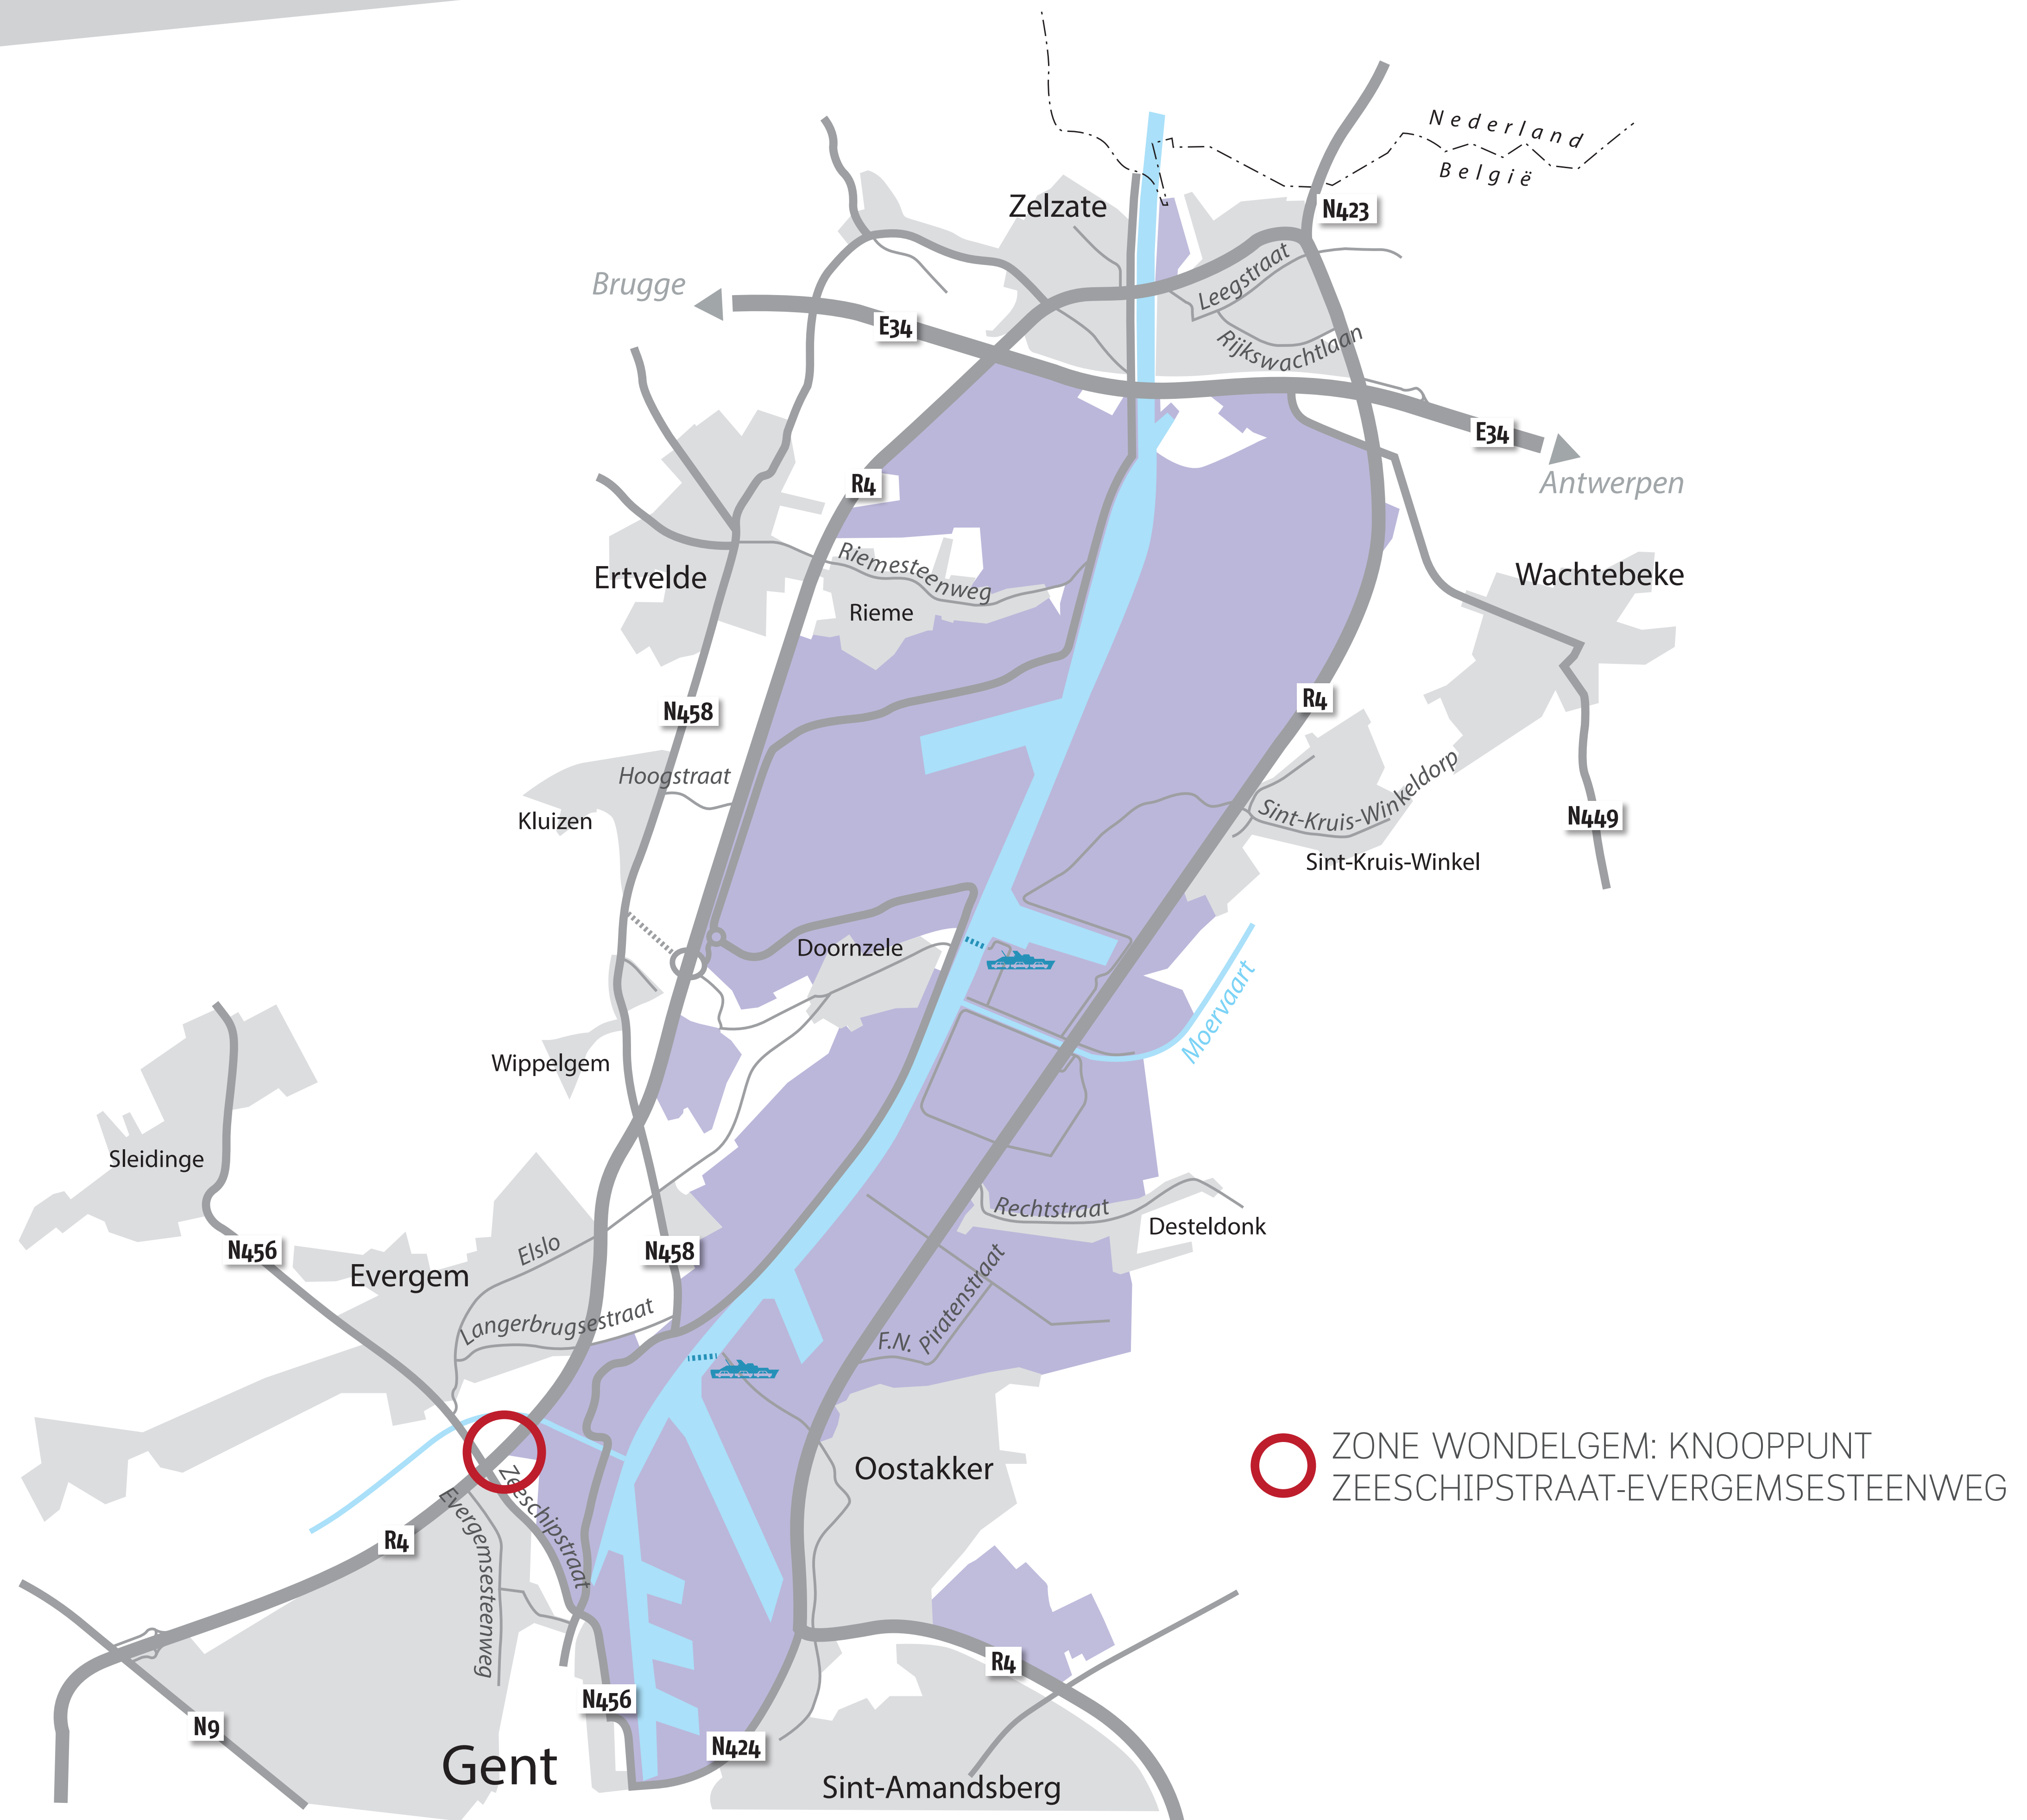 Nederland
België
N423
Zelzate
Brugge
Leegstraat
E34
Rijkswachtlaan
E34
Antwerpen
R4
Riemesteenweg
Ertvelde
Rieme
Wachtebeke
N458
R4
Hoogstraat
Kluizen
Sint-Kruis-Winkeldorp
N449
Sint-Kruis-Winkel
Doornzele
Moervaart
Wippelgem
Sleidinge
Rechtstraat
Desteldonk
N456
Elslo
N458
Evergem
Langerbrugsestraat
F.N. Piratenstraat
Oostakker
ZONE WONDELGEM: KNOOPPUNT
ZEESCHIPSTRAAT-EVERGEMSESTEENWEG
Zeeschipstraat
Evergemsesteenweg
R4
R4
N456
N9
N424
Gent
Sint-Amandsberg